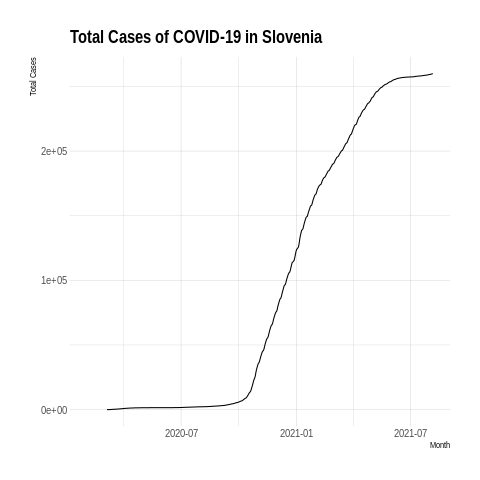 Total Cases of COVID-19 in Slovenia
Total Cases
2e+05
1e+05
0e+00
2020-07 2021-01 2021-07
Month